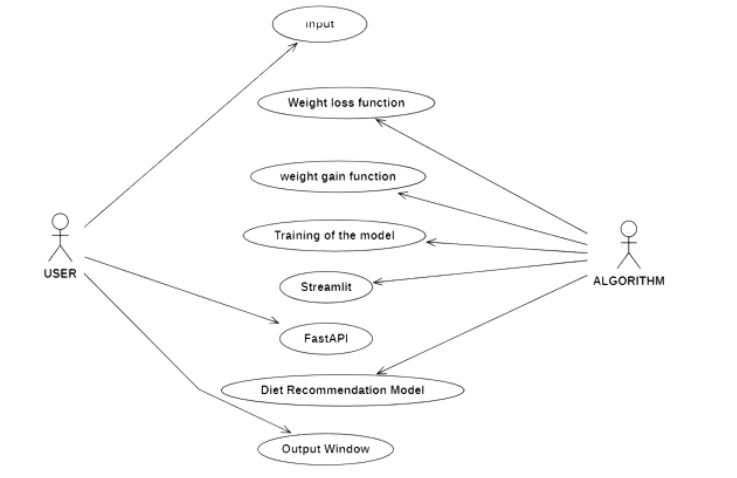 input
Weight loss function
weight gain function
Training of the model
USER
ALGORITHM
Streamlit
FastAPI
Diet Recommendation Model
Output Window